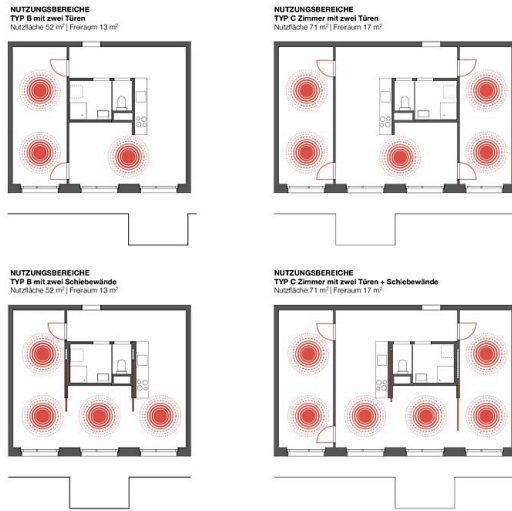 NUTZUNGSBEREICHE
TYP B mit zwei Türen
Nutzfläche 52 m² | Freiraum 13 m²
NUTZUNGSBEREICHE
TYP C Zimmer mit zwei Türen
Nutzfläche 71 m² | Freiraum 17 m²
NUTZUNGSBEREICHE
TYP B mit zwei Schiebewände
Nutzfläche 52 m² | Freiraum 13 m²
NUTZUNGSBEREICHE
TYP C Zimmer mit zwei Türen + Schiebewände
Nutzfläche 71 m² | Freiraum 17 m²